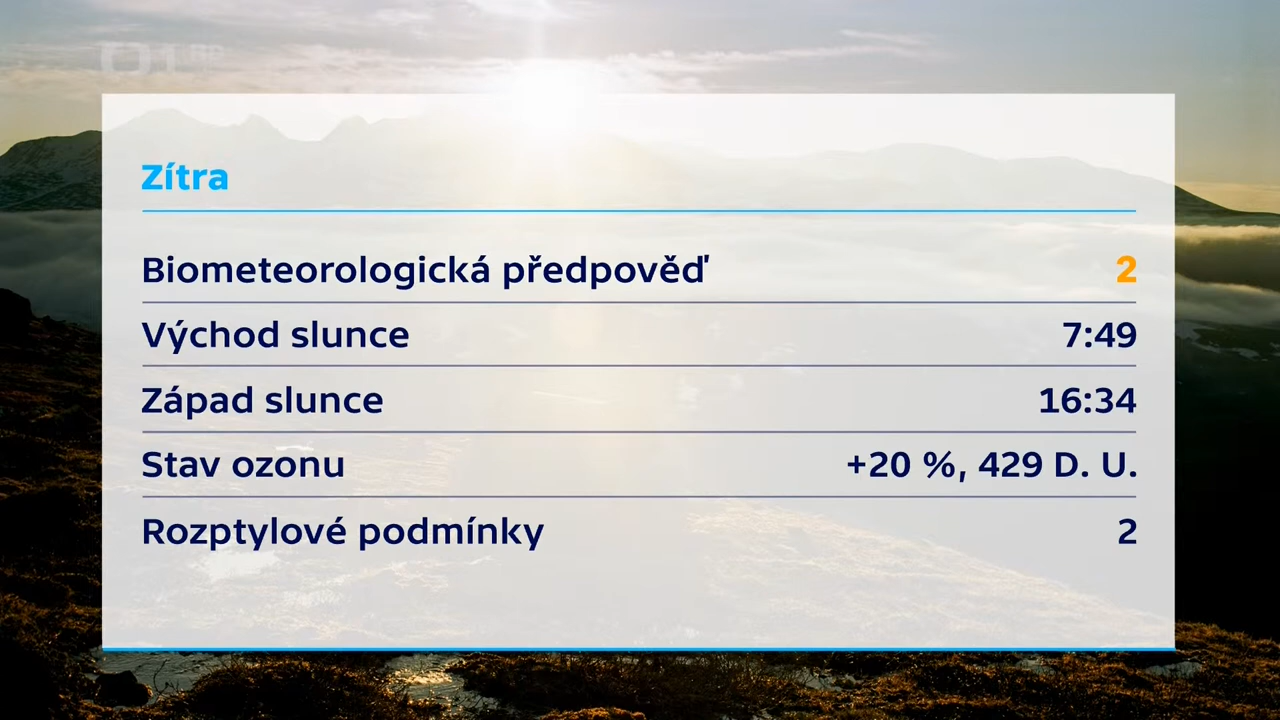 Zítra
Biometeorologická předpověď 2
Východ slunce 7:49
Západ slunce 16:34
Stav ozonu +20 %, 429 D. U.
Rozptylové podmínky 2